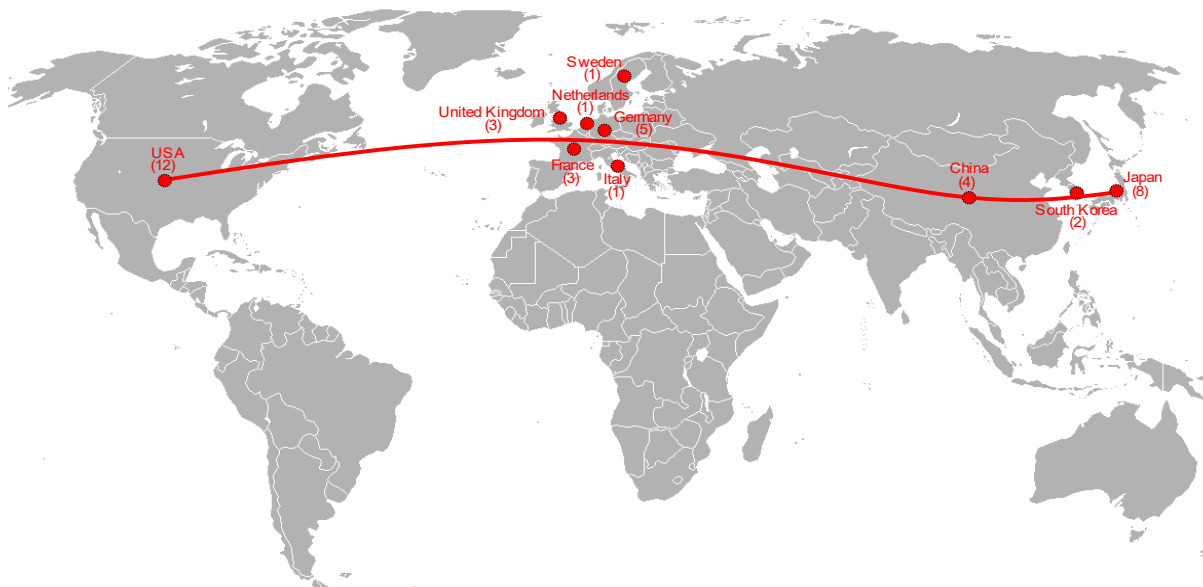 Sweden
(1)
Netherlands
(1)
United Kingdom
(3)
Germany
(5)
USA
(12)
France
(3)
Italy
(1)
China
(4)
Japan
(8)
South Korea
(2)